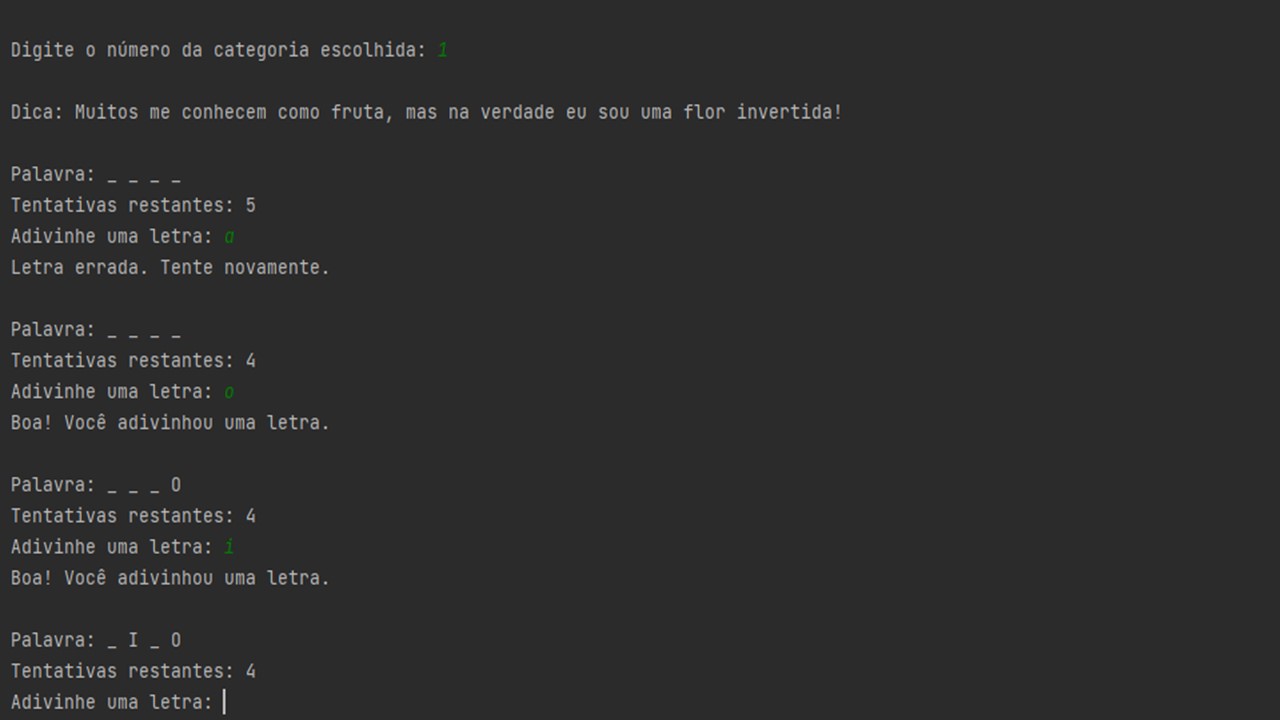 Digite o número da categoria escolhida: 1
Dica: Muitos me conhecem como fruta, mas na verdade eu sou uma flor invertida!
Palavra: _ _ _ _
Tentativas restantes: 5
Adivinhe uma letra: a
Letra errada. Tente novamente.
Palavra: _ _ _ _
Tentativas restantes: 4
Adivinhe uma letra: o
Boa! Você adivinhou uma letra.
Palavra: _ _ _ O
Tentativas restantes: 4
Adivinhe uma letra: i
Boa! Você adivinhou uma letra.
Palavra: _ I _ O
Tentativas restantes: 4
Adivinhe uma letra: